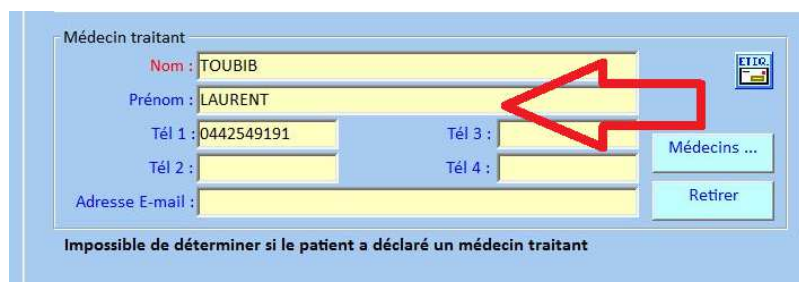 Médecin traitant
Nom : TOUBIB
ETIQ.
Prénom : LAURENT
Tél 1 : 0442549191 Tél 3 :
Médecins ...
Tél 2 : Tél 4 :
Adresse E-mail :
Retirer
Impossible de déterminer si le patient a déclaré un médecin traitant